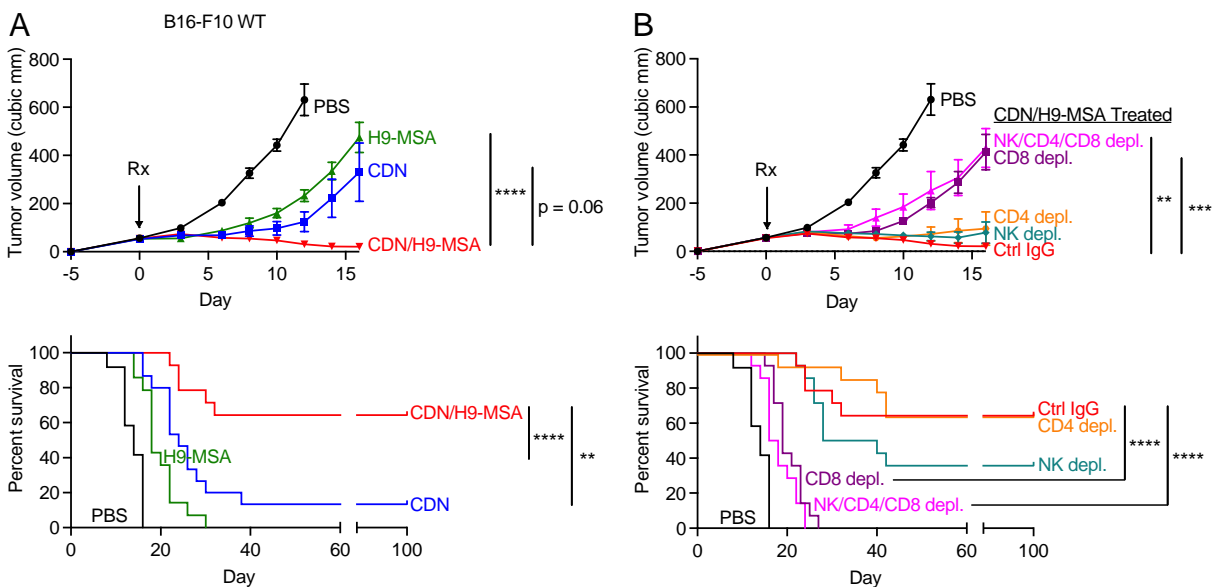 A
B16-F10 WT
Tumor volume (cubic mm)
800
600
400
200
0
-5
0
5
10
15
Day
Rx
PBS
H9-MSA
CDN
CDN/H9-MSA
****
p = 0.06
Percent survival
100
80
60
40
20
0
0
20
40
60
100
Day
PBS
H9-MSA
CDN/H9-MSA
CDN
****
**
B
Tumor volume (cubic mm)
800
600
400
200
0
-5
0
5
10
15
Day
Rx
PBS
CDN/H9-MSA Treated
NK/CD4/CD8 depl.
CD8 depl.
CD4 depl.
NK depl.
Ctrl IgG
**
***
Percent survival
100
80
60
40
20
0
0
20
40
60
100
Day
PBS
Ctrl IgG
CD4 depl.
NK depl.
CD8 depl.
NK/CD4/CD8 depl.
****
****